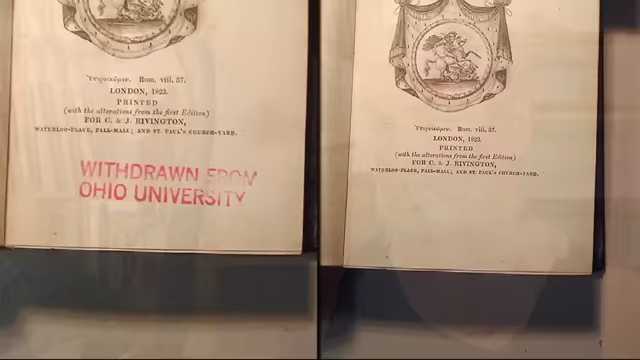 Ὑπερνικῶμεν. Rom. viii. 37.
LONDON, 1823.
PRINTED
(with the alterations from the first Edition)
FOR C. & J. RIVINGTON,
WATERLOO-PLACE, PALL-MALL; AND ST. PAUL'S CHURCH-YARD.
WITHDRAWN FROM
OHIO UNIVERSITY
Ὑπερνικῶμεν. Rom. viii. 37.
LONDON, 1823.
PRINTED
(with the alterations from the first Edition)
FOR C. & J. RIVINGTON,
WATERLOO-PLACE, PALL-MALL; AND ST. PAUL'S CHURCH-YARD.